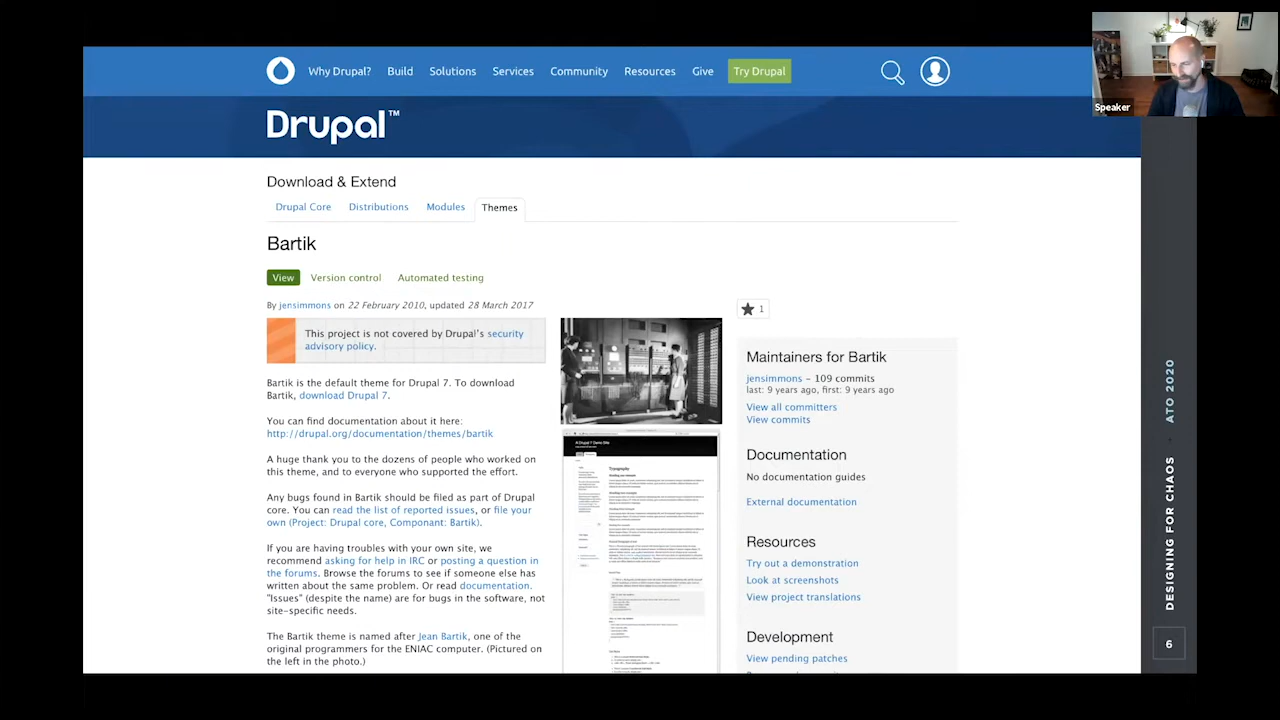 Why Drupal? Build Solutions Services Community Resources Give Try Drupal
Speaker
Drupal™
Download & Extend
Drupal Core Distributions Modules Themes
Bartik
View Version control Automated testing
By jensimmons on 22 February 2010, updated 28 March 2017
This project is not covered by Drupal's security
advisory policy.
Bartik is the default theme for Drupal 7. To download
Bartik, download Drupal 7.
You can find documentation about it here:
http://drupal.org/documentation/themes/bartik
A huge thank you to the dozens of people who worked on
this theme, and to everyone who supported the effort.
Any bug reports should be filed as part of Drupal
core. You can read the list of reported issues, or file your
own (Project: Drupal core, Component: Bartik).
If you are having problems with your own site, we
recommend asking for help in IRC or posting a question in
the forums. Browse the forums to see if someone else has
written about the same problem. Or read documentation.
"Issues" (despite the name) are for bugs in the software, not
site-specific needs.
The Bartik theme is named after Jean Bartik, one of the
original programmers for the ENIAC computer. (Pictured on
the left in the photo
A Drupal 7 Demo Site
Typography
1
Maintainers for Bartik
jensimmons – 109 commits
last: 9 years ago, first: 9 years ago
View all committers
View commits
Documentation
No documentation guides
External documentation
Resources
Try out a demonstration
Look at screenshots
View project translations
Development
View pending patches
DESIGNING FOR CHAOS → ATO 2020
6